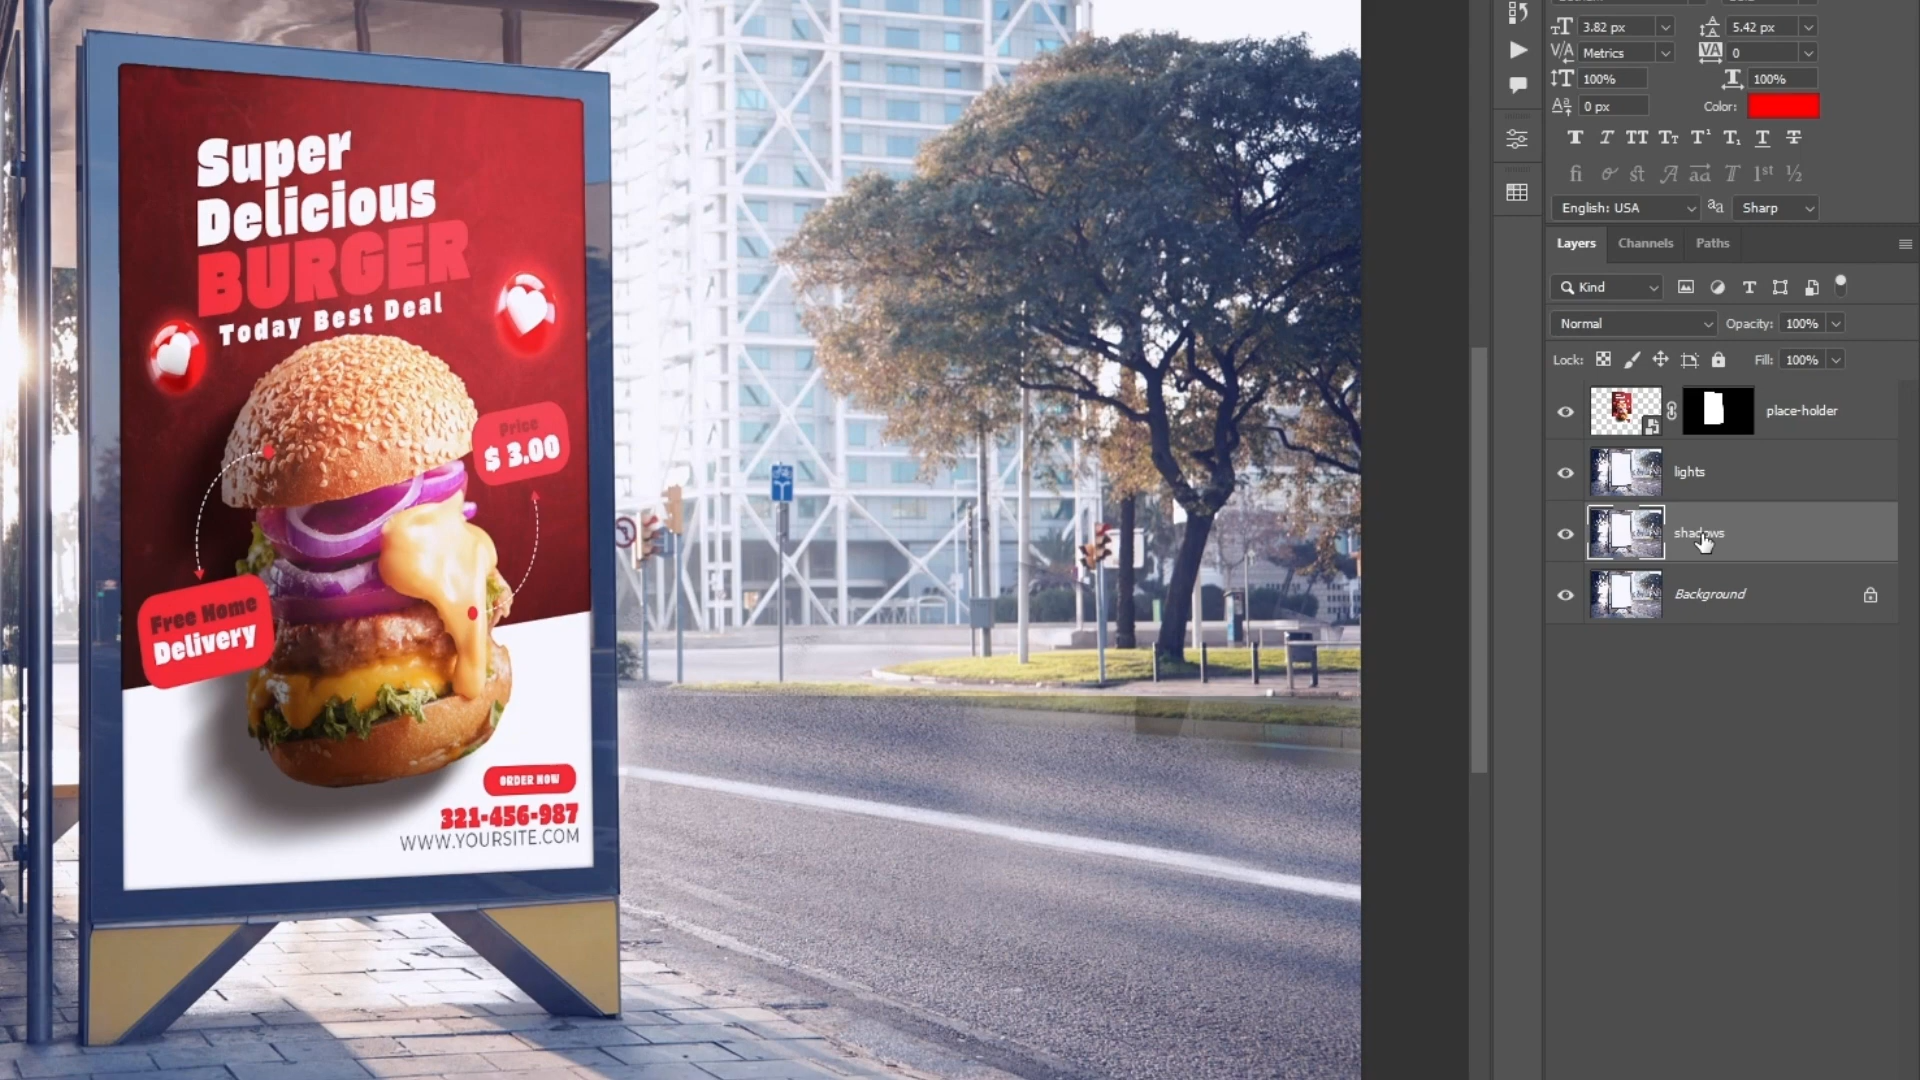 Super
Delicious
BURGER
Today Best Deal
Price
$ 3.00
Free Home
Delivery
ORDER NOW
321-456-987
WWW.YOURSITE.COM
3.82 px
5.42 px
Metrics
0
100%
100%
0 px
Color:
English: USA
Sharp
Layers
Channels
Paths
Kind
Normal
Opacity: 100%
Lock:
Fill: 100%
place-holder
lights
shadows
Background